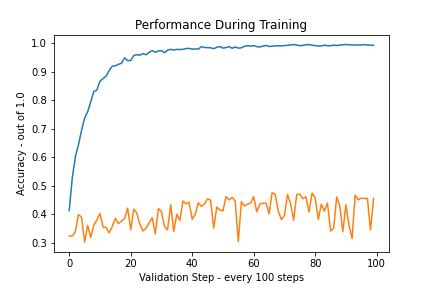 Performance During Training
Accuracy - out of 1.0
1.0
0.9
0.8
0.7
0.6
0.5
0.4
0.3
0 20 40 60 80 100
Validation Step - every 100 steps